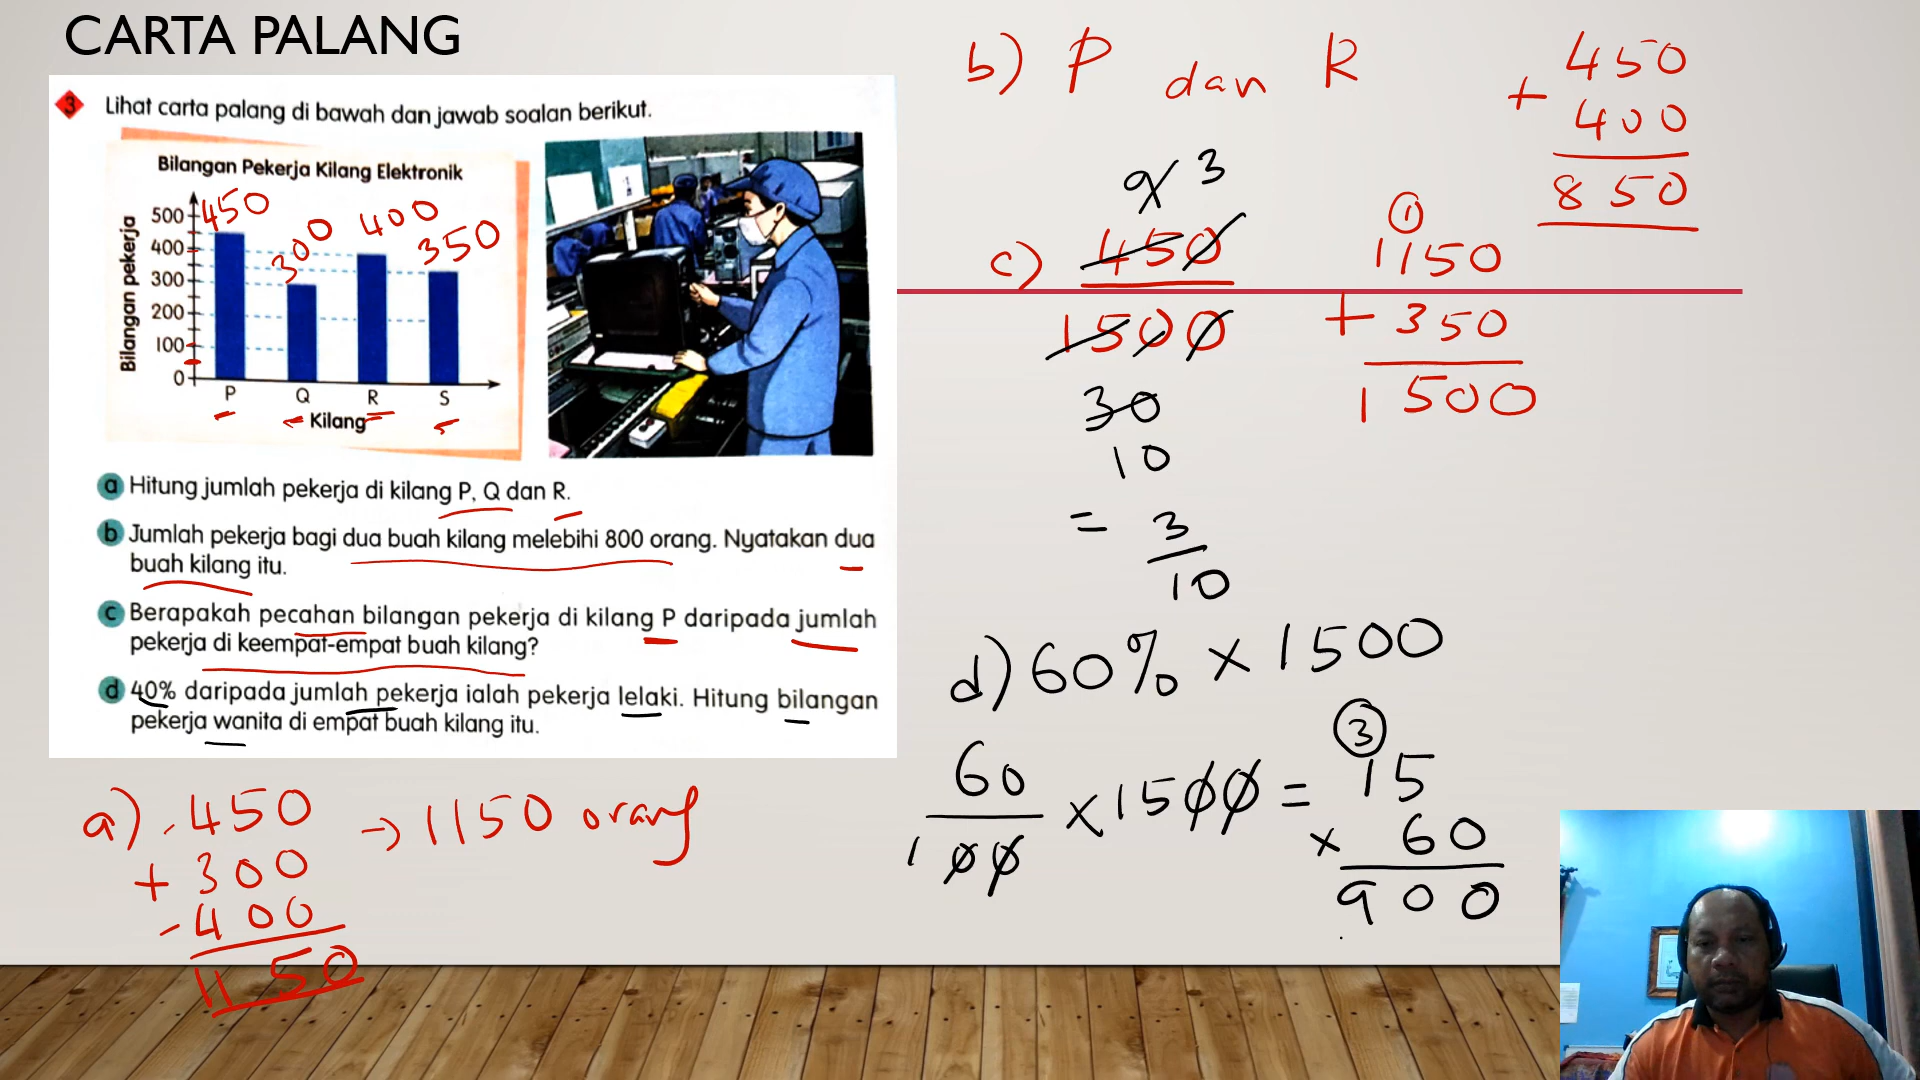 CARTA PALANG
3 Lihat carta palang di bawah dan jawab soalan berikut.
Bilangan Pekerja Kilang Elektronik
Bilangan pekerja
500
400
300
200
100
0
450
300
400
350
P Q R S
Kilang
a Hitung jumlah pekerja di kilang P, Q dan R.
b Jumlah pekerja bagi dua buah kilang melebihi 800 orang. Nyatakan dua
buah kilang itu.
c Berapakah pecahan bilangan pekerja di kilang P daripada jumlah
pekerja di keempat-empat buah kilang?
d 40% daripada jumlah pekerja ialah pekerja lelaki. Hitung bilangan
pekerja wanita di empat buah kilang itu.
a) 450 → 1150 orang
+ 300
400
1150
b) P dan R
450
+ 400
850
c) 9 3
450
1500
30
10
= 3
10
1
1150
+ 350
1500
d) 60% × 1500
60
100
× 1500 =
3
15
× 60
900